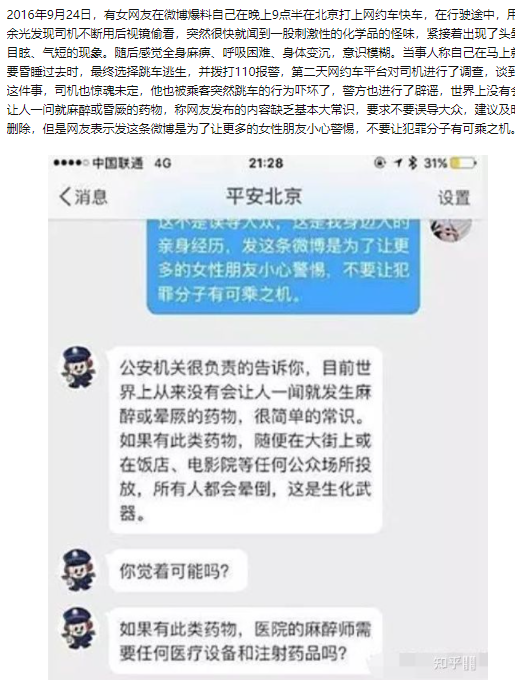 2016年9月24日，有女网友在微博爆料自己在晚上9点半在北京打上网约车快车，在行驶途中，用
余光发现司机不断用后视镜偷看，突然很快就闻到一股刺激性的化学品的怪味，紧接着出现了头晕
目眩、气短的现象。随后感觉全身麻痹、呼吸困难、身体变沉，意识模糊。当事人称自己在马上就
要昏睡过去时，最终选择跳车逃生，并拨打110报警，第二天网约车平台对司机进行了调查，谈到
这件事，司机也惊魂未定，他也被乘客突然跳车的行为吓坏了，警方也进行了辟谣，世界上没有会
让人一问就麻醉或昏厥的药物，称网友发布的内容缺乏基本大常识，要求不要误导大众，建议及时
删除，但是网友表示发这条微博是为了让更多的女性朋友小心警惕，不要让犯罪分子有可乘之机。
中国联通 4G 21:28 31%
消息 平安北京 设置
这不是误导大众，这是我身边人的
亲身经历，发这条微博是为了让更
多的女性朋友小心警惕，不要让犯
罪分子有可乘之机。
公安机关很负责的告诉你，目前世
界上从来没有会让人一闻就发生麻
醉或晕厥的药物，很简单的常识。
如果有此类药物，随便在大街上或
在饭店、电影院等任何公众场所投
放，所有人都会晕倒，这是生化武
器。
你觉着可能吗？
如果有此类药物，医院的麻醉师需
要任何医疗设备和注射药品吗？
知乎